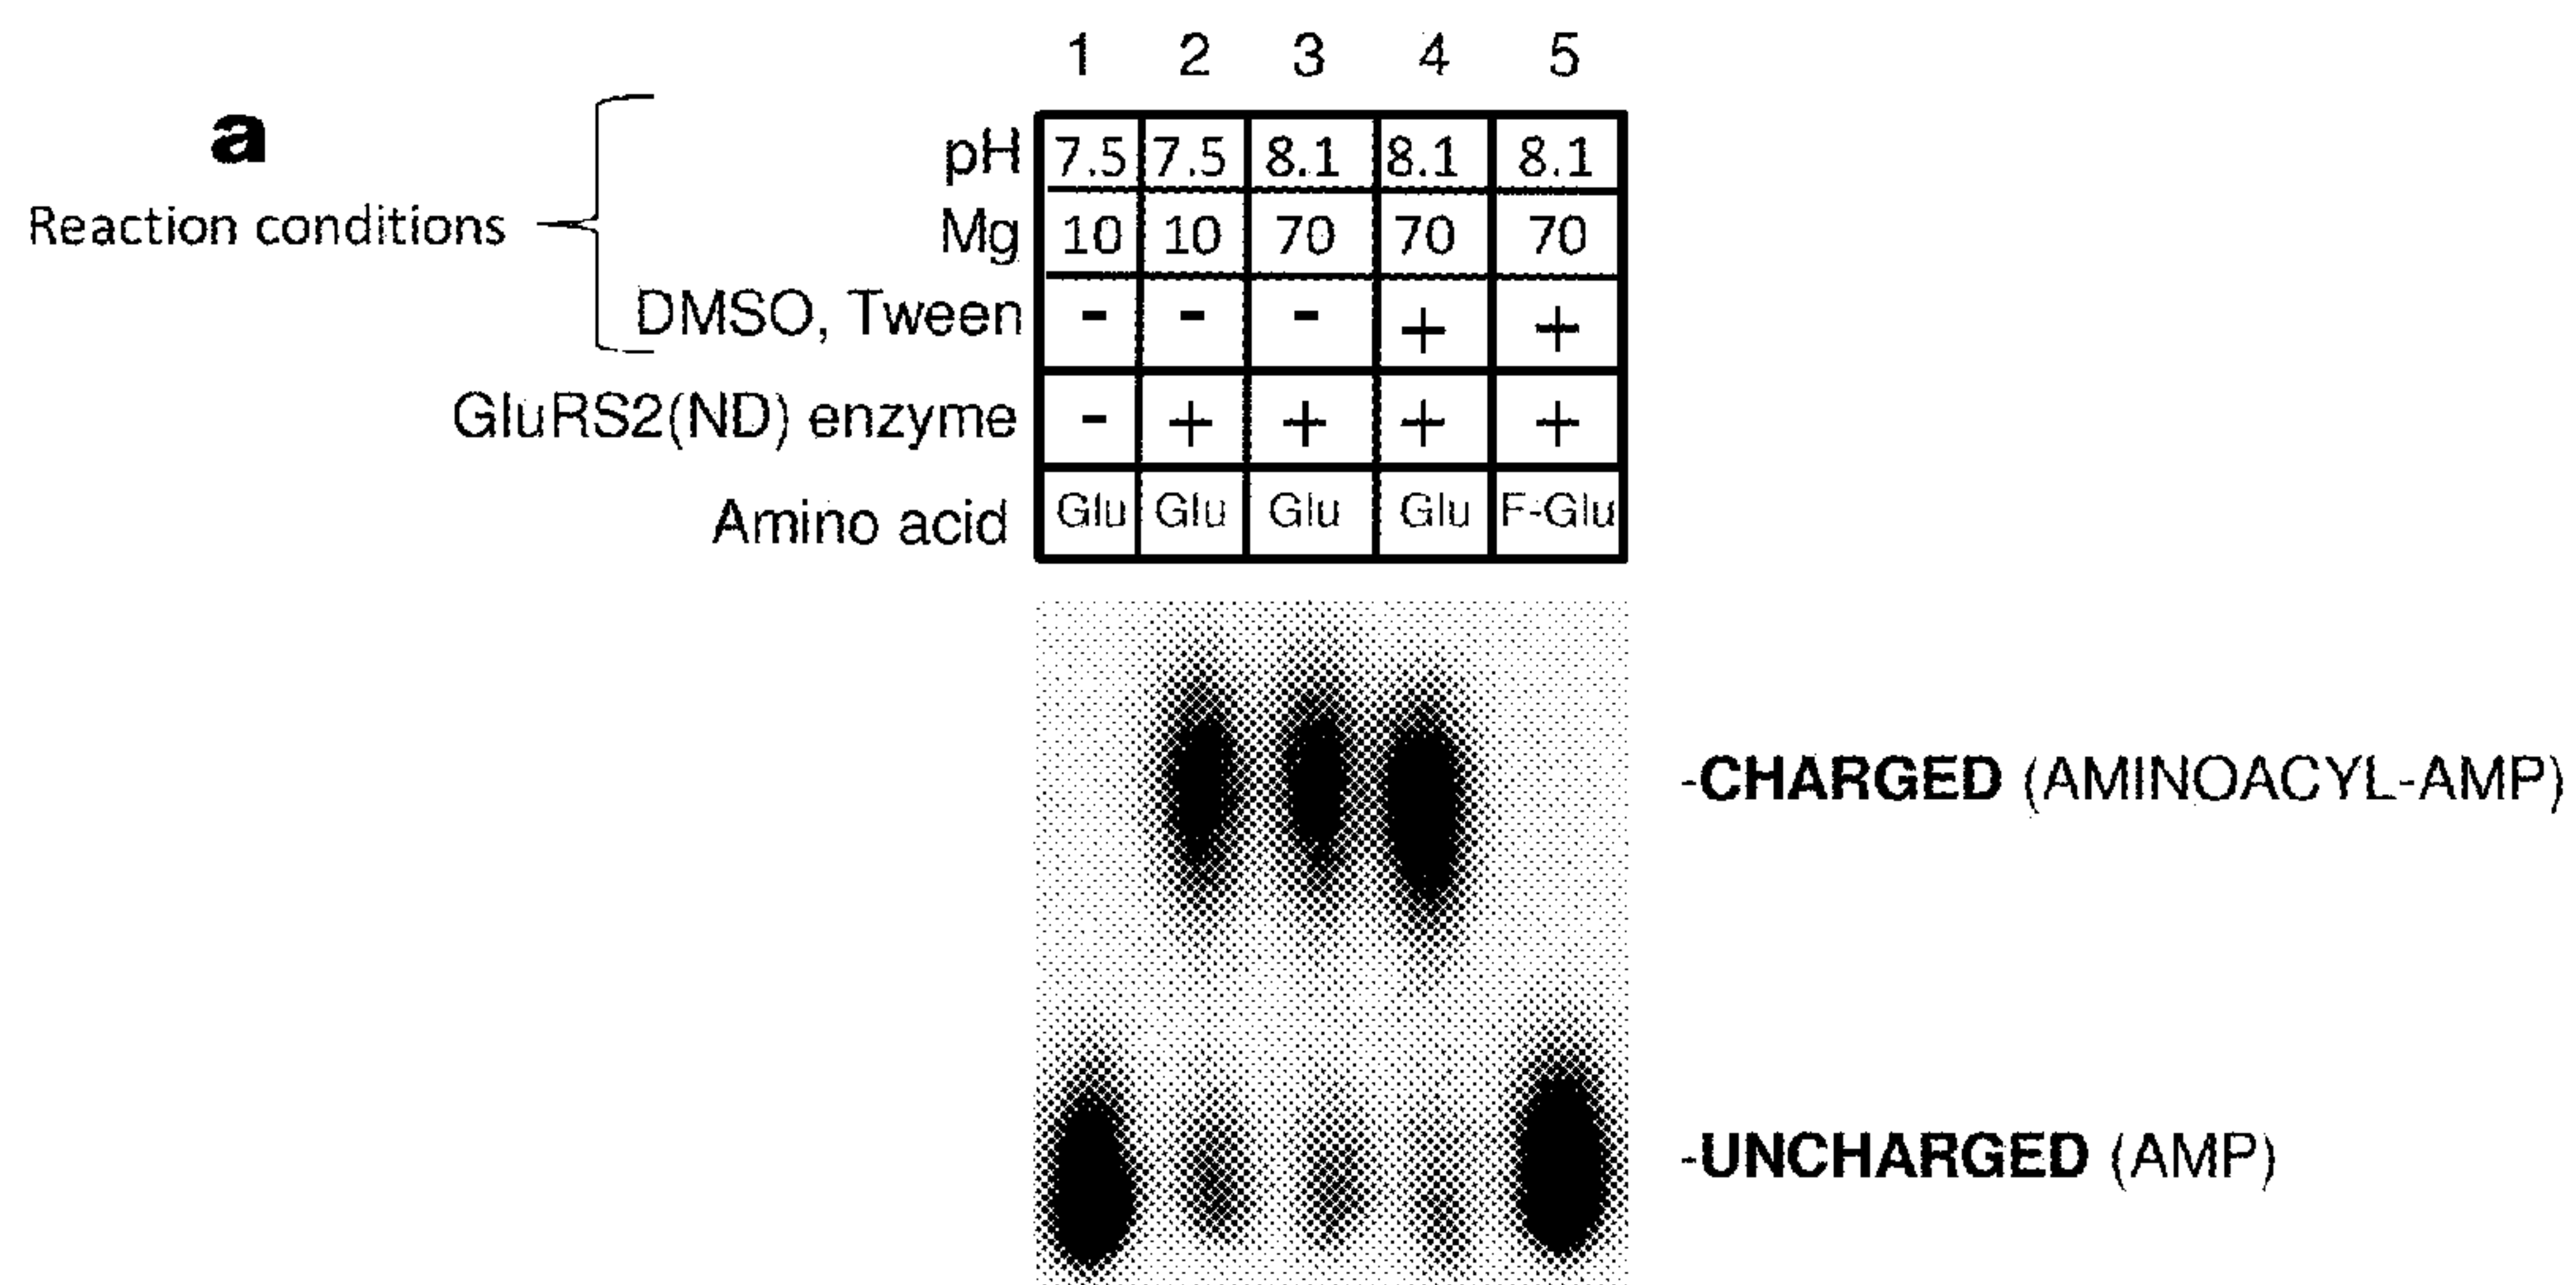 1 2 3 4 5
a
pH 7.5 7.5 8.1 8.1 8.1
Reaction conditions
Mg 10 10 70 70 70
DMSO, Tween - - - + +
GluRS2(ND) enzyme - + + + +
Amino acid Glu Glu Glu Glu F-Glu
-CHARGED (AMINOACYL-AMP)
-UNCHARGED (AMP)